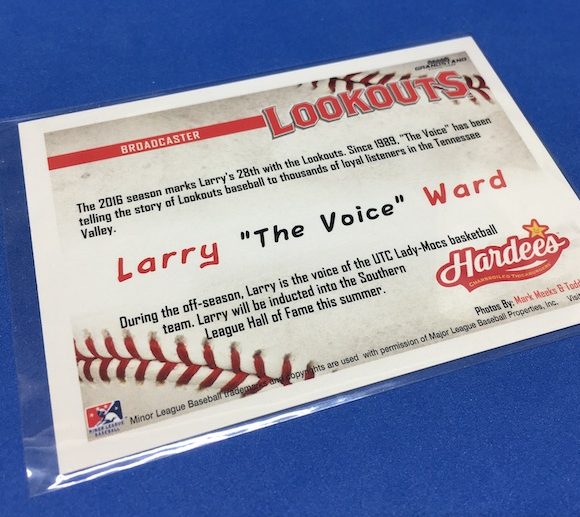 GRANDSTAND
LOOKOUTS
BROADCASTER
The 2016 season marks Larry's 28th with the Lookouts. Since 1989, "The Voice" has been
telling the story of Lookouts baseball to thousands of loyal listeners in the Tennessee
Valley.
Larry "The Voice" Ward
During the off-season, Larry is the voice of the UTC Lady-Mocs basketball
team. Larry will be inducted into the Southern
League Hall of Fame this summer.
Hardee's
CHARBROILED THICKBURGERS
Photos By: Mark Meeks & Todd
Minor League Baseball trademarks and copyrights are used with permission of Major League Baseball Properties, Inc.
MINOR LEAGUE
BASEBALL